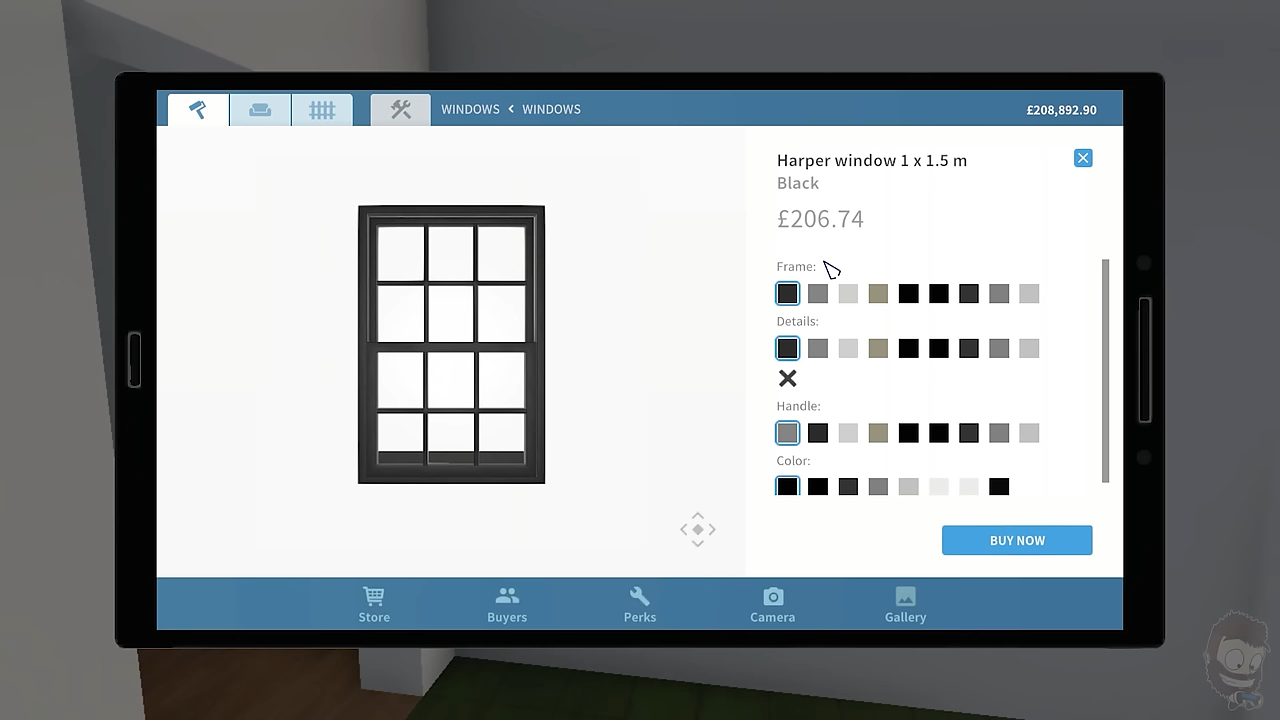 WINDOWS < WINDOWS
£208,892.90
Harper window 1 x 1.5 m
Black
£206.74
Frame:
Details:
Handle:
Color:
BUY NOW
Store
Buyers
Perks
Camera
Gallery